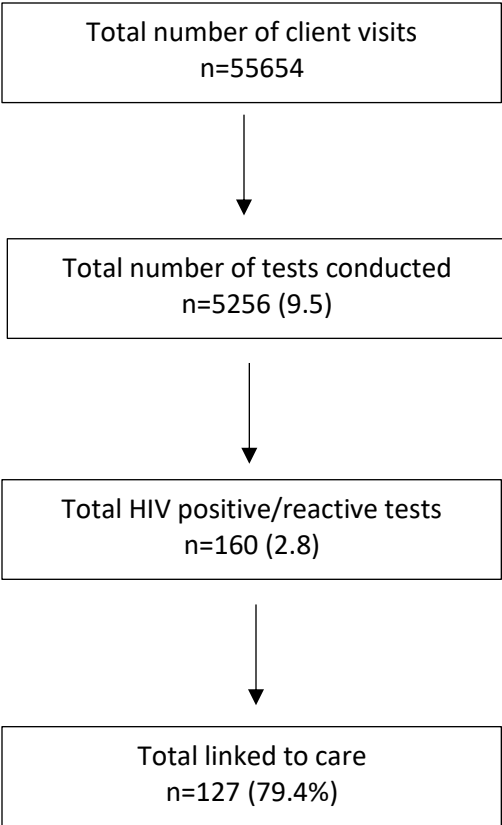 Total number of client visits
n=55654
Total number of tests conducted
n=5256 (9.5)
Total HIV positive/reactive tests
n=160 (2.8)
Total linked to care
n=127 (79.4%)